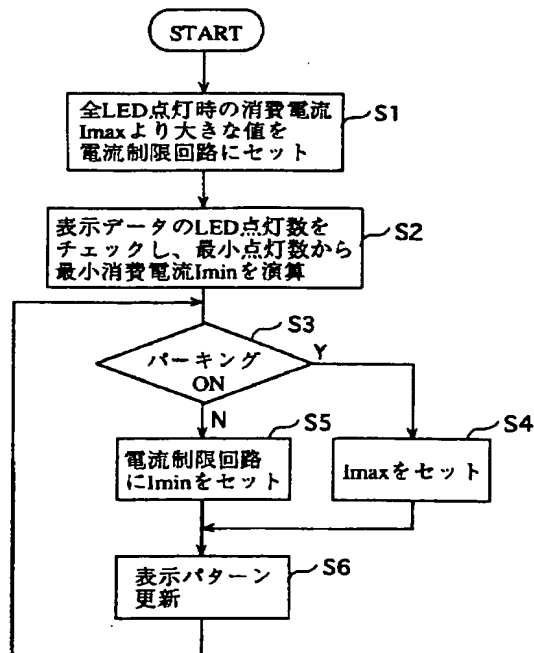 START
全LED点灯時の消費電流
Imaxより大きな値を
電流制限回路にセット
S1
表示データのLED点灯数を
チェックし、最小点灯数から
最小消費電流Iminを演算
S2
S3
パーキング
ON
Y
N
S5
S4
電流制限回路
にIminをセット
Imaxをセット
S6
表示パターン
更新